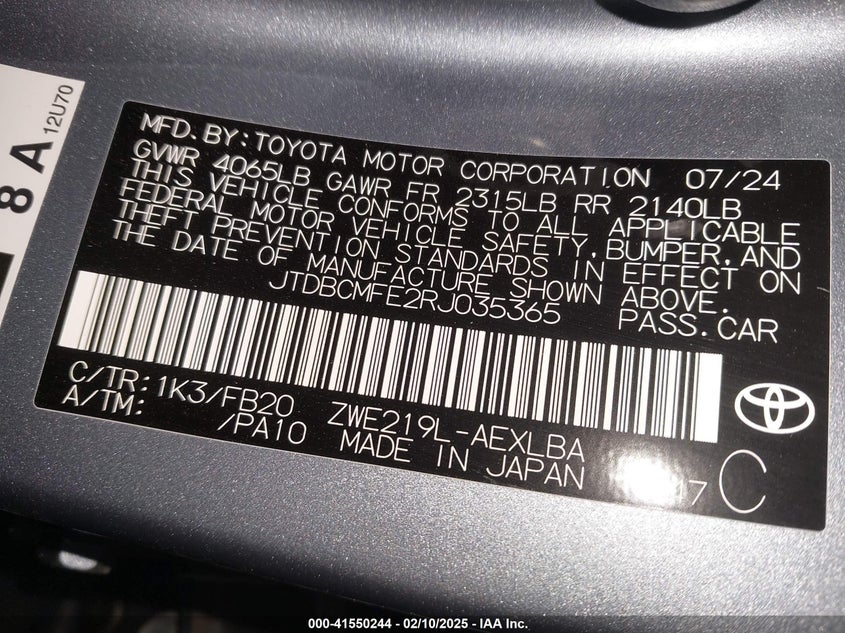 8 A
12U70
MFD. BY: TOYOTA MOTOR CORPORATION 07/24
GVWR 4065LB GAWR FR 2315LB RR 2140LB
THIS VEHICLE CONFORMS TO ALL APPLICABLE
FEDERAL MOTOR VEHICLE SAFETY, BUMPER, AND
THEFT PREVENTION STANDARDS IN EFFECT ON
THE DATE OF MANUFACTURE SHOWN ABOVE.
JTDBCMFE2RJ035365 PASS. CAR
C/TR: 1K3/FB20 ZWE219L-AEXLBA
A/TM: /PA10 MADE IN JAPAN
C
000-41550244 - 02/10/2025 - IAA Inc.